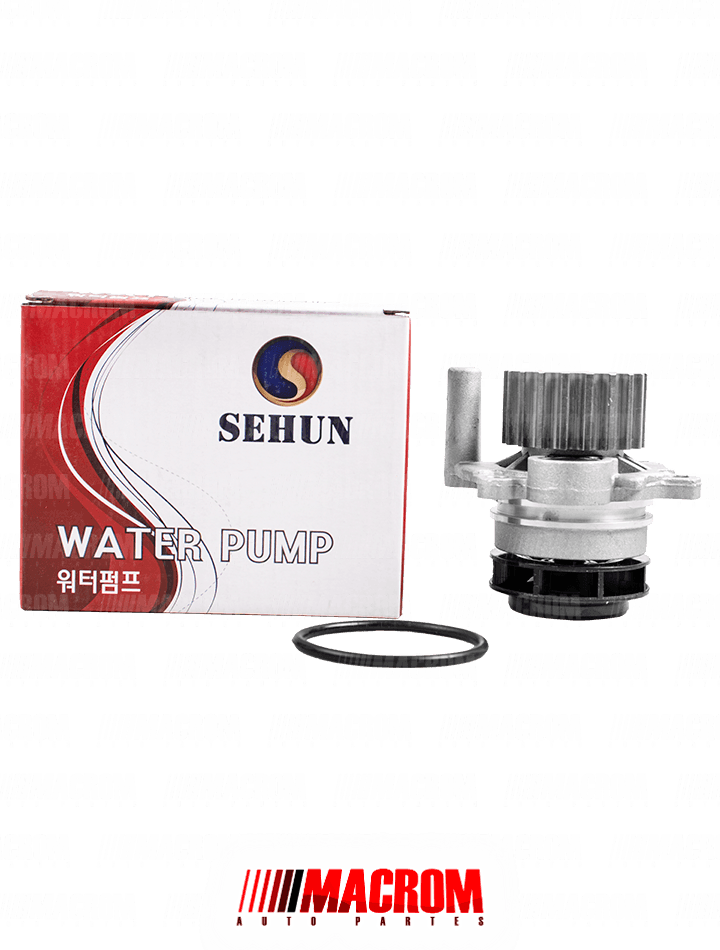 SEHUN
WATER PUMP
워터펌프
MACROM
AUTO PARTES